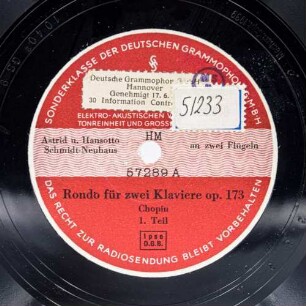 SONDERKLASSE DER DEUTSCHEN GRAMMOPHON G·M·B·H
Deutsche Grammophon
Hannover
Genehmigt 17.6.
30 Information Contr
51233
ELEKTRO-AKUSTISCHEN
TONREINHEIT UND GROSS
HM
Astrid u. Hansotto
Schmidt-Neuhaus
an zwei Flügeln
57289 A
Rondo für zwei Klaviere op. 173
Chopin
1. Teil
DAS RECHT ZUR RADIOSENDUNG BLEIBT VORBEHALTEN